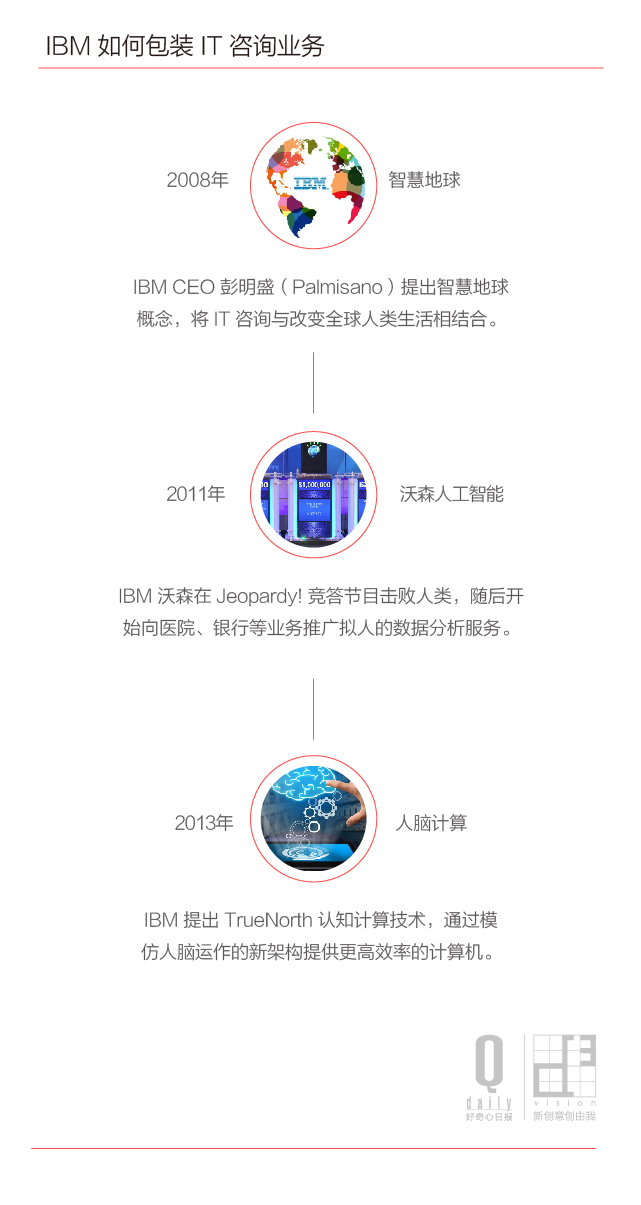 IBM 如何包装 IT 咨询业务
2008年
IBM
智慧地球
IBM CEO 彭明盛（Palmisano）提出智慧地球
概念，将 IT 咨询与改变全球人类生活相结合。
2011年
$1,000,000
沃森人工智能
IBM 沃森在 Jeopardy! 竞答节目击败人类，随后开
始向医院、银行等业务推广拟人的数据分析服务。
2013年
人脑计算
IBM 提出 TrueNorth 认知计算技术，通过模
仿人脑运作的新架构提供更高效率的计算机。
Q
daily
好奇心日报
vision
新创意创由我